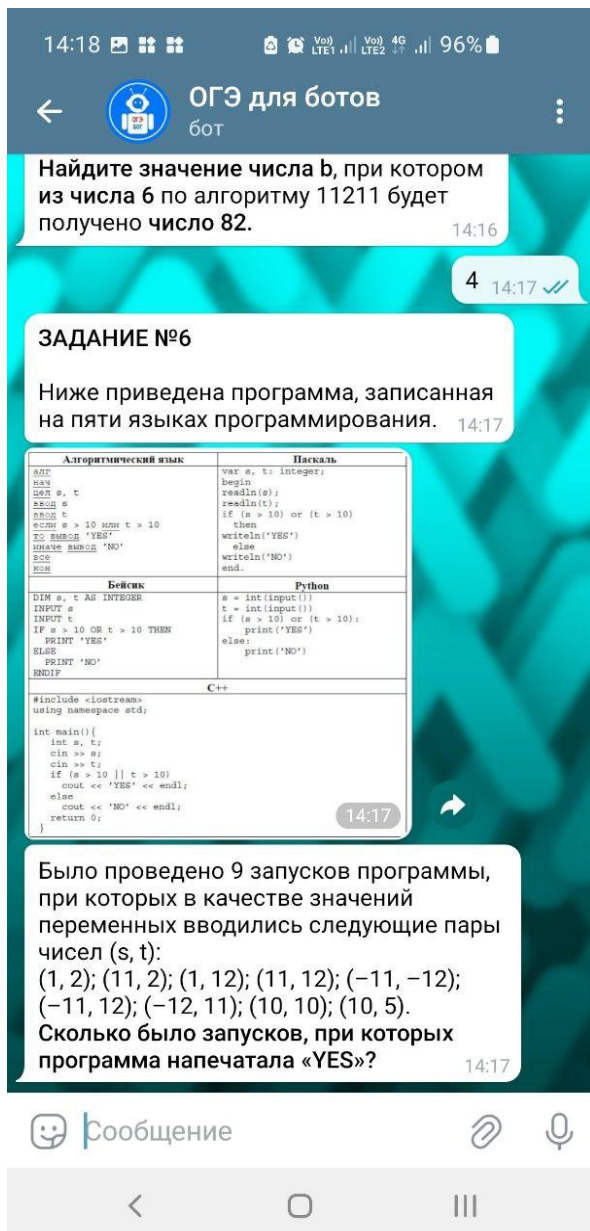 14:18
Vo) LTE1 Vo) LTE2 4G 96%
ОГЭ для ботов
бот
Найдите значение числа b, при котором
из числа 6 по алгоритму 11211 будет
получено число 82.
14:16
4 14:17
ЗАДАНИЕ №6
Ниже приведена программа, записанная
на пяти языках программирования. 14:17
Алгоритмический язык
алг
нач
цел s, t
ввод s
ввод t
если s > 10 или t > 10
то вывод 'YES'
иначе вывод 'NO'
все
кон
Паскаль
var s, t: integer;
begin
readln(s);
readln(t);
if (s > 10) or (t > 10)
then
writeln('YES')
else
writeln('NO')
end.
Бейсик
DIM s, t AS INTEGER
INPUT s
INPUT t
IF s > 10 OR t > 10 THEN
PRINT 'YES'
ELSE
PRINT 'NO'
ENDIF
Python
s = int(input())
t = int(input())
if (s > 10) or (t > 10):
print('YES')
else:
print('NO')
C++
#include <iostream>
using namespace std;
int main(){
int s, t;
cin >> s;
cin >> t;
if (s > 10 || t > 10)
cout << 'YES' << endl;
else
cout << 'NO' << endl;
return 0;
}
14:17
Было проведено 9 запусков программы,
при которых в качестве значений
переменных вводились следующие пары
чисел (s, t):
(1, 2); (11, 2); (1, 12); (11, 12); (−11, −12);
(−11, 12); (−12, 11); (10, 10); (10, 5).
Сколько было запусков, при которых
программа напечатала «YES»?
14:17
Сообщение